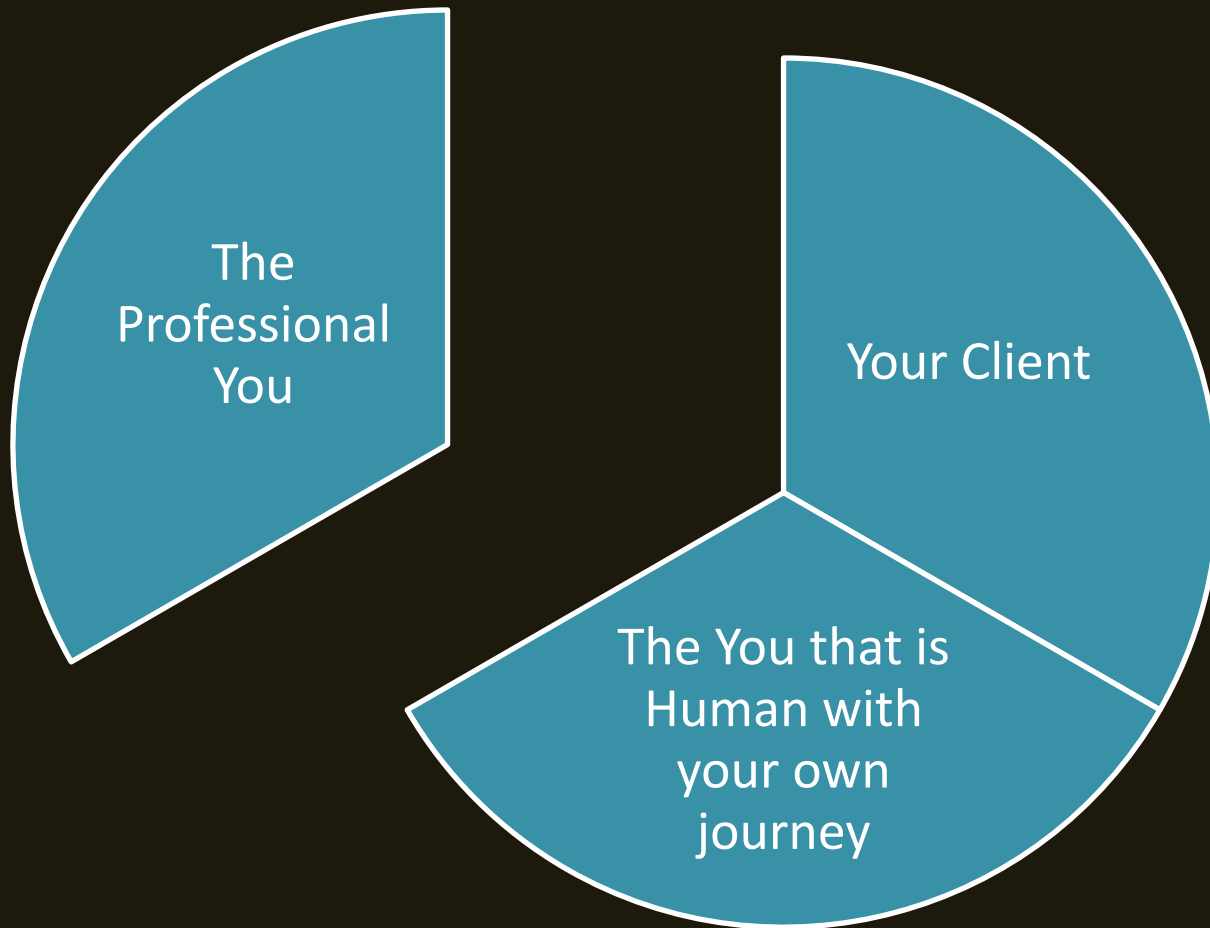 The
Professional
You
Your Client
The You that is
Human with
your own
journey